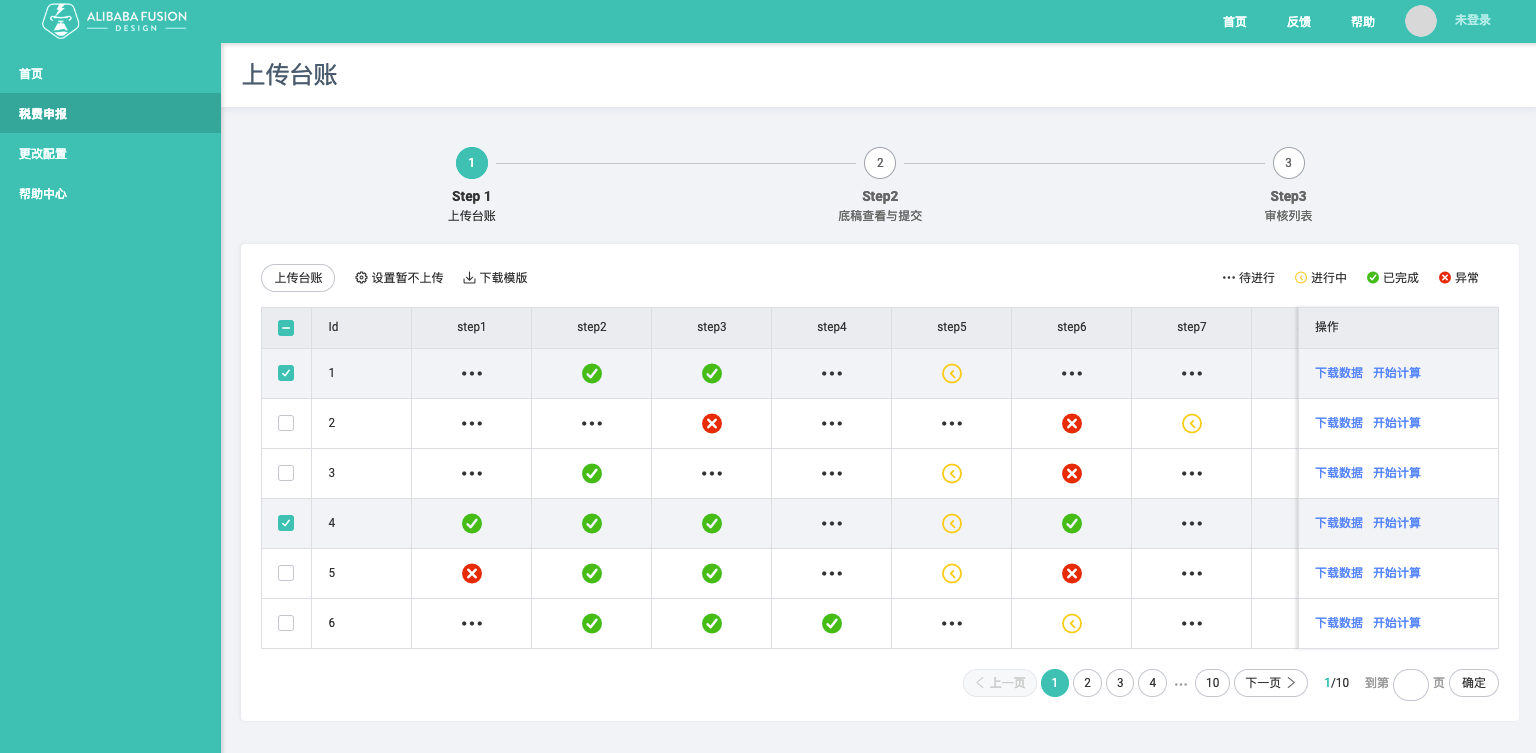 ALIBABA FUSION
DESIGN
首页 反馈 帮助 未登录
首页
税费申报
更改配置
帮助中心
上传台账
1 2 3
Step 1 Step2 Step3
上传台账 底稿查看与提交 审核列表
上传台账 设置暂不上传 下载模版 待进行 进行中 已完成 异常
Id step1 step2 step3 step4 step5 step6 step7 操作
1 下载数据 开始计算
2 下载数据 开始计算
3 下载数据 开始计算
4 下载数据 开始计算
5 下载数据 开始计算
6 下载数据 开始计算
上一页 1 2 3 4 ··· 10 下一页 1/10 到第 页 确定